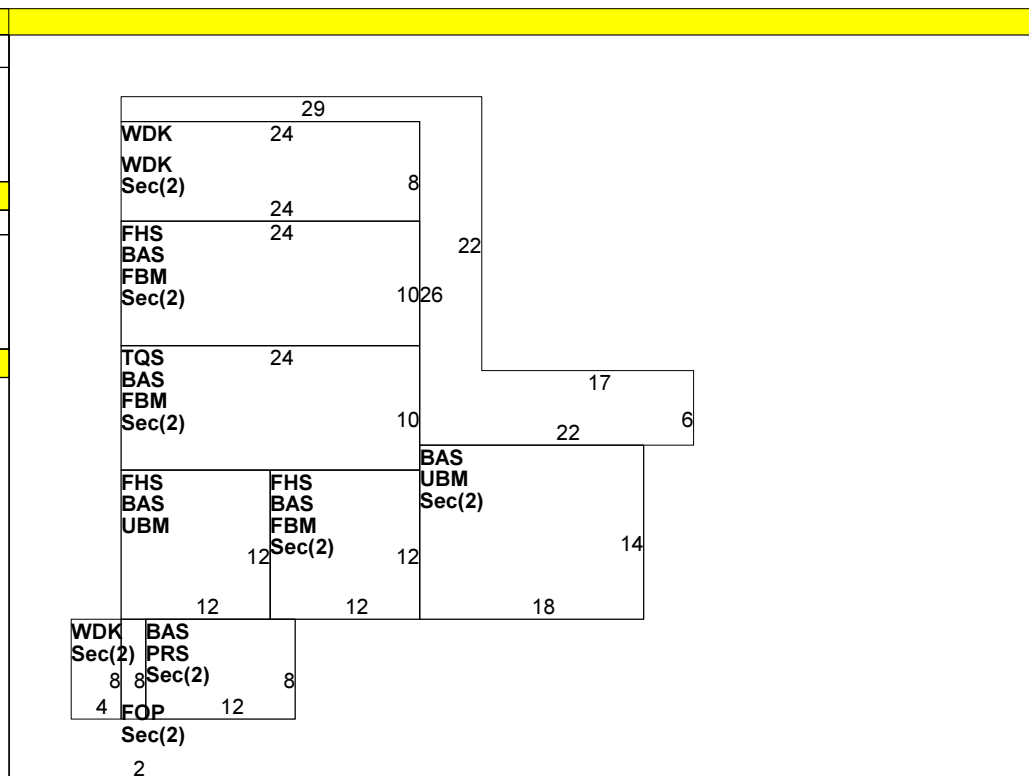 29
WDK 24
WDK
Sec(2) 8
24
FHS 24
BAS 22
FBM
Sec(2) 10 26
TQS 24
BAS 17
FBM
Sec(2) 10 6
22
BAS
UBM
Sec(2)
FHS FHS
BAS BAS
UBM FBM
Sec(2)
12 12 14
12 12 18
WDK BAS
Sec(2) PRS
Sec(2)
8 8 8
4 12
FOP
Sec(2)
2